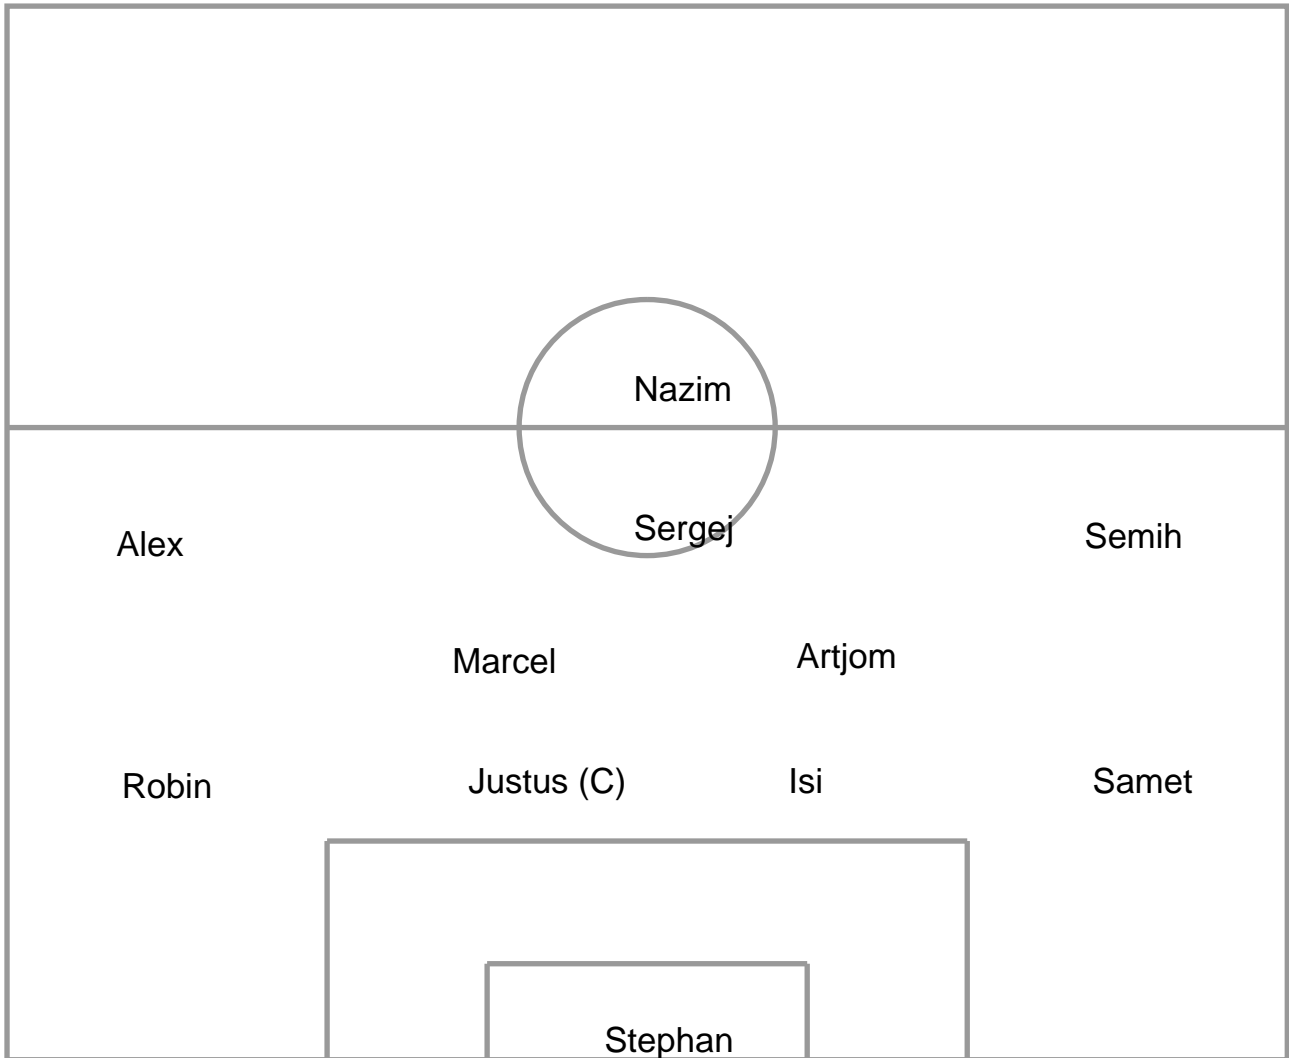 Nazim
Alex
Sergej
Semih
Marcel
Artjom
Robin
Justus (C)
Isi
Samet
Stephan